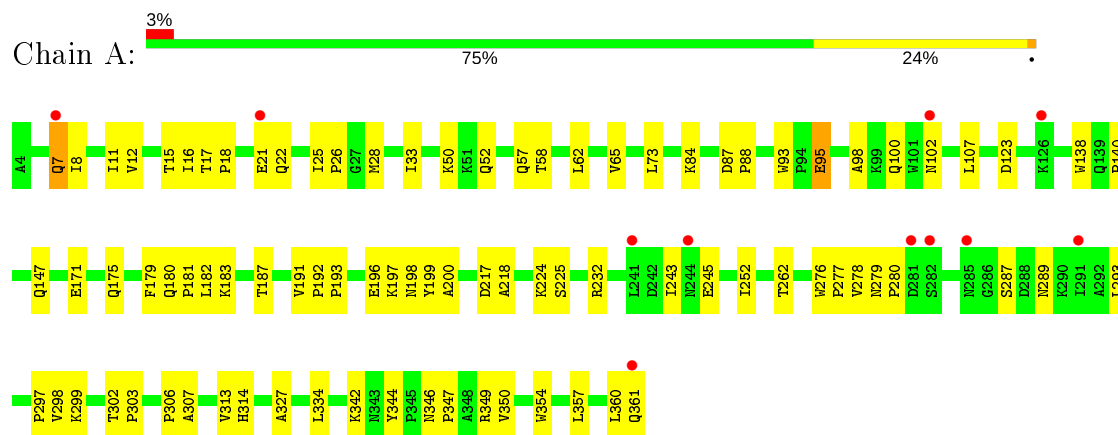 3%
Chain A:
75% 24% •
A4 Q7 I8 I11 V12 T15 I16 T17 P18 E21 Q22 I25 P26 G27 M28 I33 K50 K51 Q52 Q57 T58 L62 V65 L73 K84 D87 P88 W93 P94 E95 A98 K99 Q100 W101 N102 L107 D123 K126 W138 Q139
Q147 E171 Q175 F179 Q180 P181 L182 K183 T187 V191 P192 P193 E196 K197 N198 Y199 A200 D217 A218 K224 S225 R232 L241 D242 I243 N244 E245 I252 T262 W276 P277 V278 N279 P280 D281 S282 N285 G286 S287 D288 N289 K290 I291 A292
P297 V298 K299 T302 P303 P306 A307 V313 H314 A327 L334 K342 N343 Y344 P345 N346 P347 A348 R349 V350 W354 L357 L360 Q361